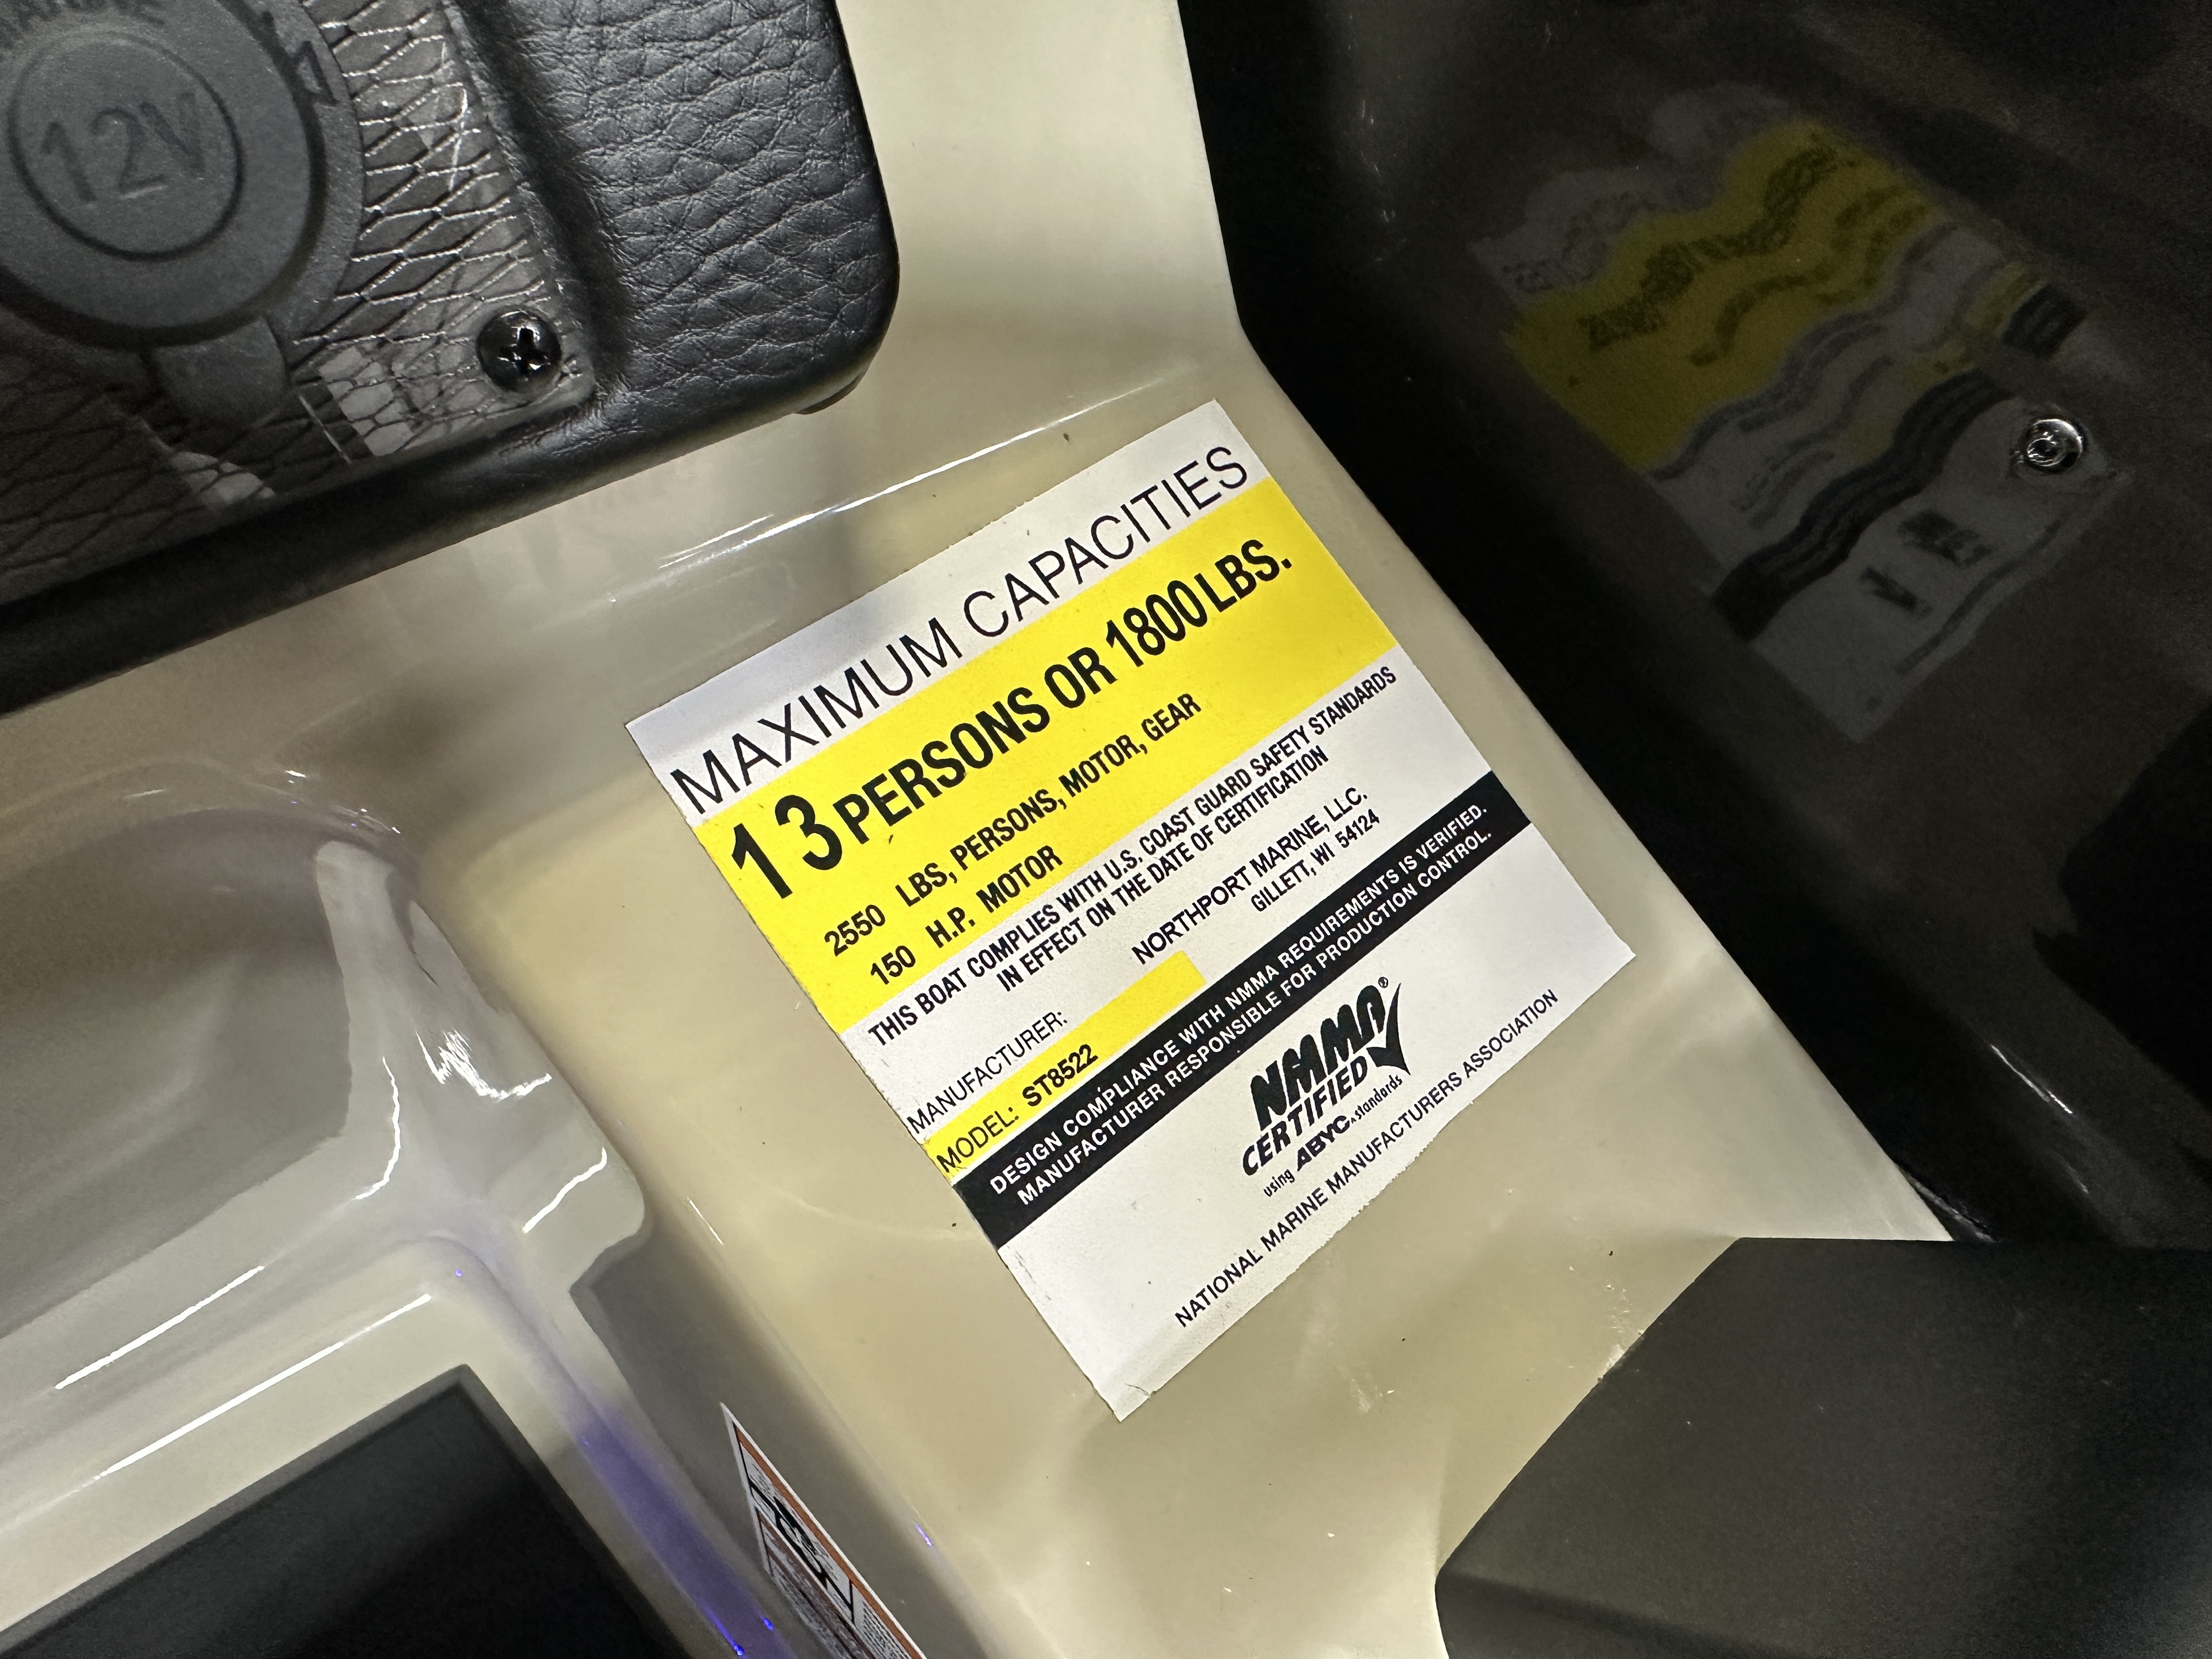 12V
MAXIMUM CAPACITIES
13 PERSONS OR 1800 LBS.
2550 LBS, PERSONS, MOTOR, GEAR
150 H.P. MOTOR
THIS BOAT COMPLIES WITH U.S. COAST GUARD SAFETY STANDARDS
IN EFFECT ON THE DATE OF CERTIFICATION
MANUFACTURER: NORTHPORT MARINE, LLC.
GILLETT, WI 54124
MODEL: ST8522
DESIGN COMPLIANCE WITH NMMA REQUIREMENTS IS VERIFIED.
MANUFACTURER RESPONSIBLE FOR PRODUCTION CONTROL.
NMMA®
CERTIFIED
using ABYC standards
NATIONAL MARINE MANUFACTURERS ASSOCIATION